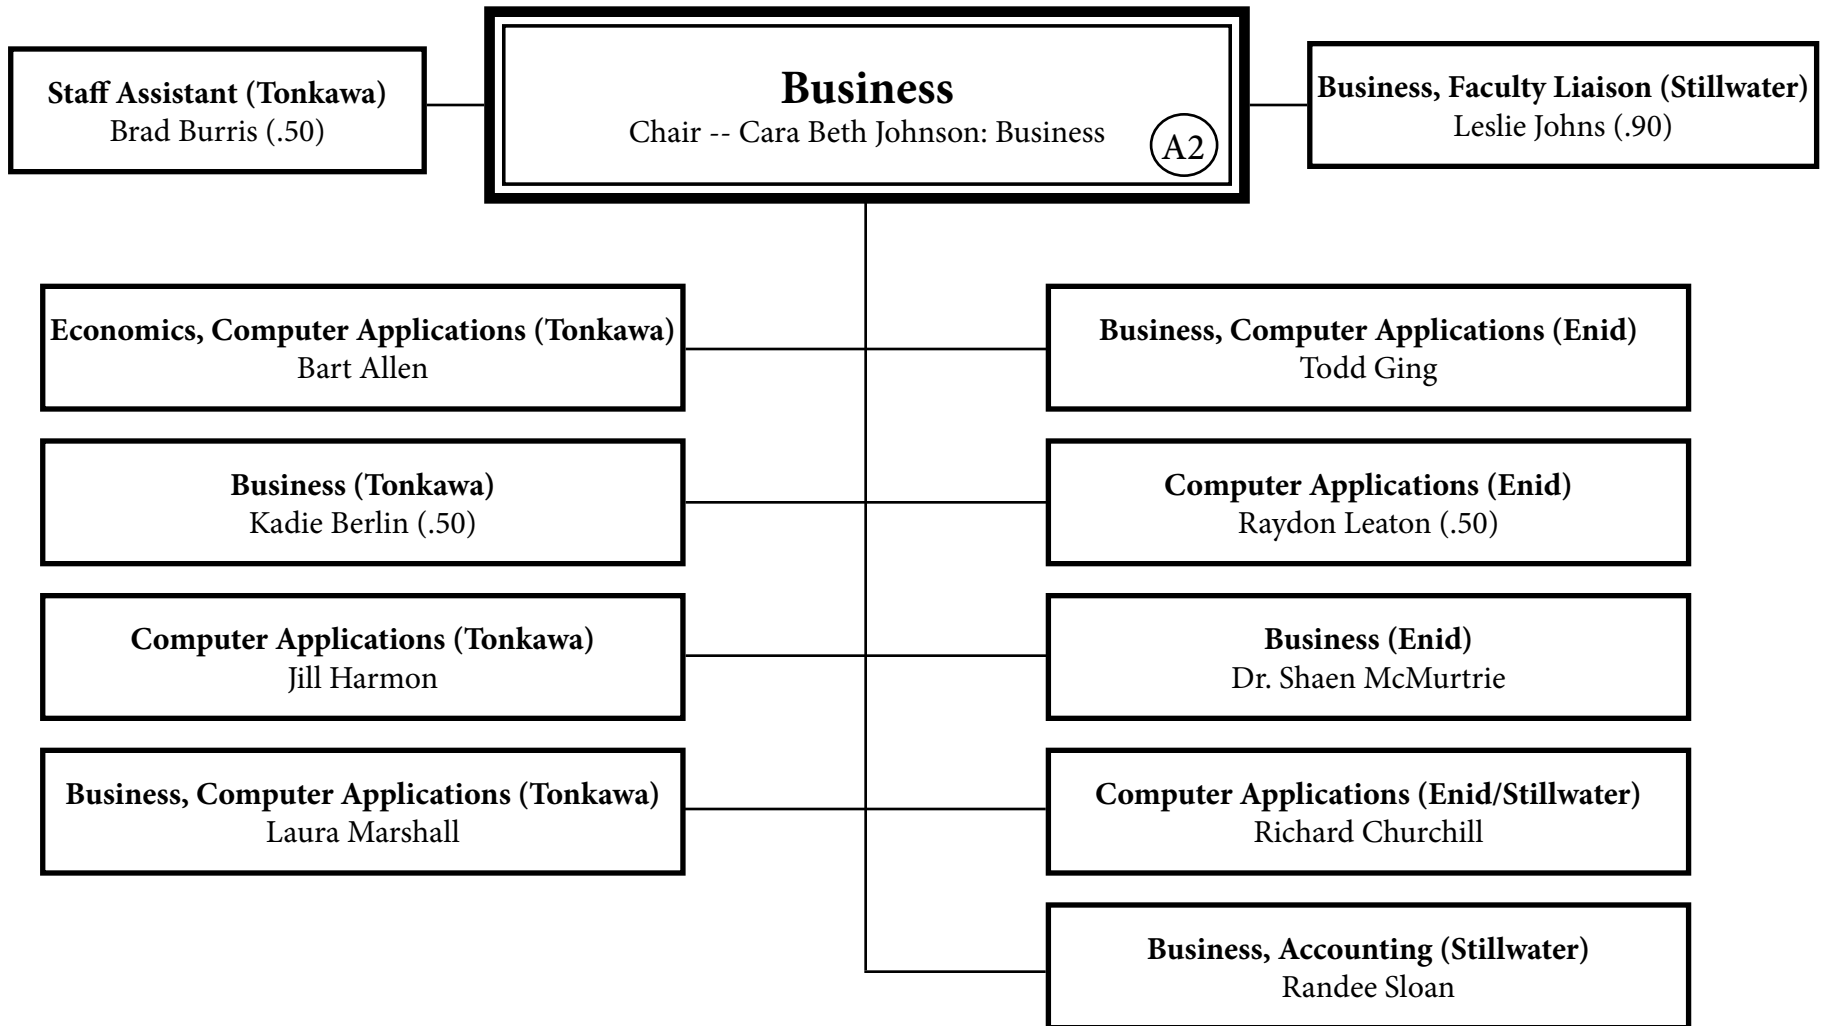 Staff Assistant (Tonkawa)
Brad Burris (.50)
Business
Chair -- Cara Beth Johnson: Business
A2
Business, Faculty Liaison (Stillwater)
Leslie Johns (.90)
Economics, Computer Applications (Tonkawa)
Bart Allen
Business, Computer Applications (Enid)
Todd Ging
Business (Tonkawa)
Kadie Berlin (.50)
Computer Applications (Enid)
Raydon Leaton (.50)
Computer Applications (Tonkawa)
Jill Harmon
Business (Enid)
Dr. Shaen McMurtrie
Business, Computer Applications (Tonkawa)
Laura Marshall
Computer Applications (Enid/Stillwater)
Richard Churchill
Business, Accounting (Stillwater)
Randee Sloan